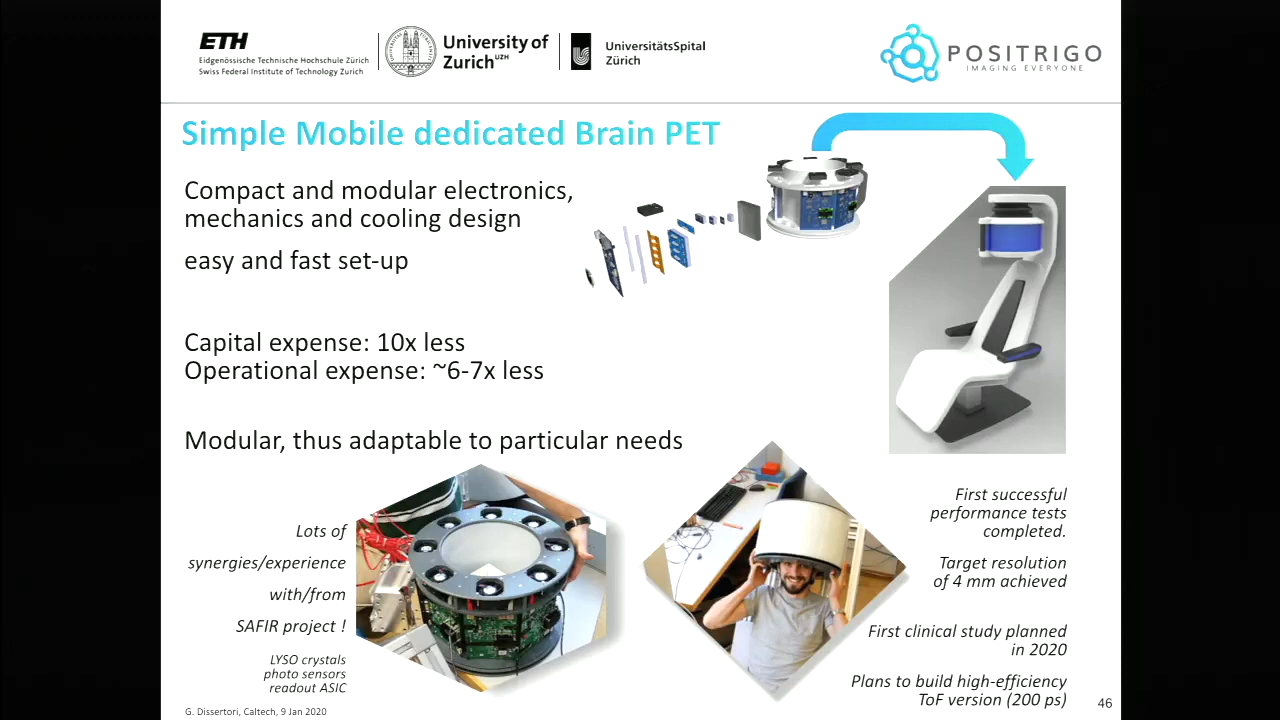 ETH
Eidgenössische Technische Hochschule Zürich
Swiss Federal Institute of Technology Zurich
University of
Zurich UZH
UniversitätsSpital
Zürich
POSITRIGO
IMAGING EVERYONE
Simple Mobile dedicated Brain PET
Compact and modular electronics,
mechanics and cooling design
easy and fast set-up
Capital expense: 10x less
Operational expense: ~6-7x less
Modular, thus adaptable to particular needs
Lots of
synergies/experience
with/from
SAFIR project !
LYSO crystals
photo sensors
readout ASIC
First successful
performance tests
completed.
Target resolution
of 4 mm achieved
First clinical study planned
in 2020
Plans to build high-efficiency
ToF version (200 ps)
G. Dissertori, Caltech, 9 Jan 2020
46